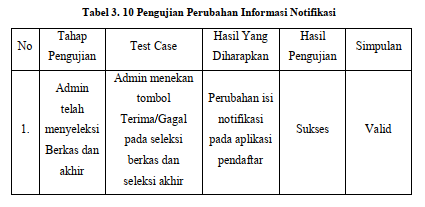 Tabel 3. 10 Pengujian Perubahan Informasi Notifikasi
No
Tahap
Pengujian
Test Case
Hasil Yang
Diharapkan
Hasil
Pengujian
Simpulan
1.
Admin
telah
menyeleksi
Berkas dan
akhir
Admin menekan
tombol
Terima/Gagal
pada seleksi
berkas dan
seleksi akhir
Perubahan isi
notifikasi
pada aplikasi
pendaftar
Sukses
Valid